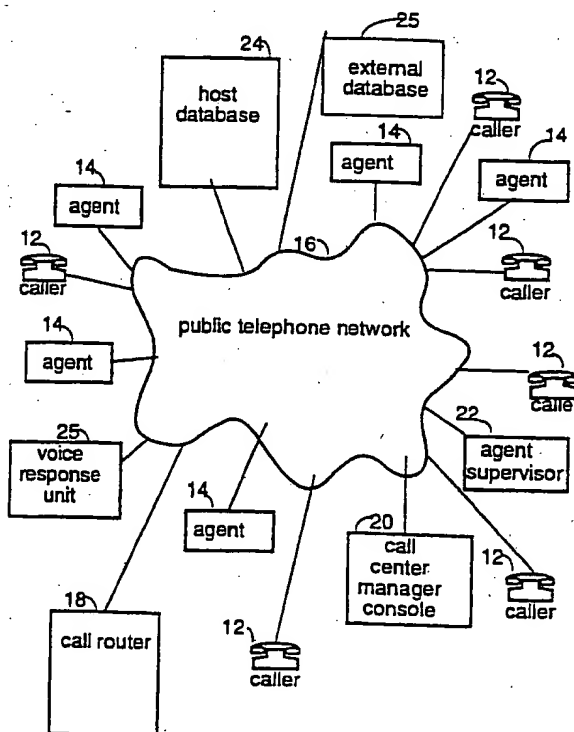 25
24
external
database
host
database
12
caller
14
agent
14
agent
14
agent
12
caller
16
12
caller
public telephone network
14
agent
12
caller
22
agent
supervisor
25
voice
response
unit
14
agent
20
call
center
manager
console
12
caller
18
call router
12
caller